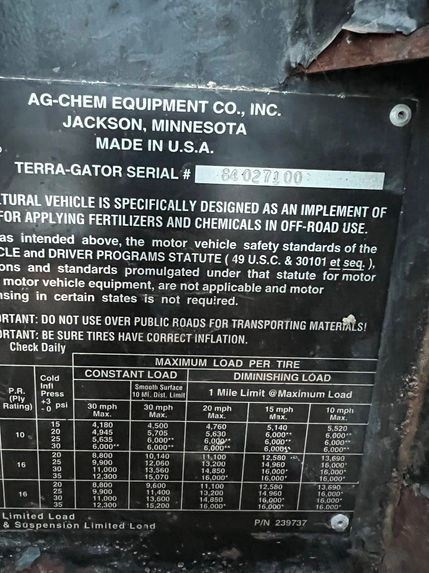 AG-CHEM EQUIPMENT CO., INC.
JACKSON, MINNESOTA
MADE IN U.S.A.
TERRA-GATOR SERIAL #
TURAL VEHICLE IS SPECIFICALLY DESIGNED AS AN IMPLEMENT OF
FOR APPLYING FERTILIZERS AND CHEMICALS IN OFF-ROAD USE.
as intended above, the motor vehicle safety standards of the
CLE and DRIVER PROGRAMS STATUTE ( 49 U.S.C. & 30101 et seq. ),
ons and standards promulgated under that statute for motor
motor vehicle equipment, are not applicable and motor
nsing in certain states is not required.
ORTANT: DO NOT USE OVER PUBLIC ROADS FOR TRANSPORTING MATERIALS!
ORTANT: BE SURE TIRES HAVE CORRECT INFLATION.
Check Daily
MAXIMUM LOAD PER TIRE
CONSTANT LOAD DIMINISHING LOAD
P.R. (Ply Rating) Cold Infl Psi +3 -0 psi Smooth Surface 10 Mi. Dist. Limit 1 Mile Limit @Maximum Load
30 mph Max. 30 mph Max. 20 mph Max. 15 mph Max. 10 mph Max.
10 15 4,180 4,500 4,760 5,140 5,520
20 4,945 5,705 5,630 6,000** 6,000**
25 5,635 6,000** 6,000** 6,000** 6,000**
30 6,000** 6,000** 6,000** 6,000** 6,000**
16 20 8,800 10,140 11,100 12,580 13,690
25 9,900 12,060 13,200 14,960 16,000*
30 11,000 13,560 14,850 16,000* 16,000*
35 12,300 15,070 16,000* 16,000* 16,000*
16 20 8,800 9,600 11,100 12,580 13,690
25 9,900 11,400 13,200 14,960 16,000*
30 11,000 13,600 14,850 16,000* 16,000*
35 12,300 15,200 16,000* 16,000* 16,000*
Limited Load
& Suspension Limited Load P/N 239737